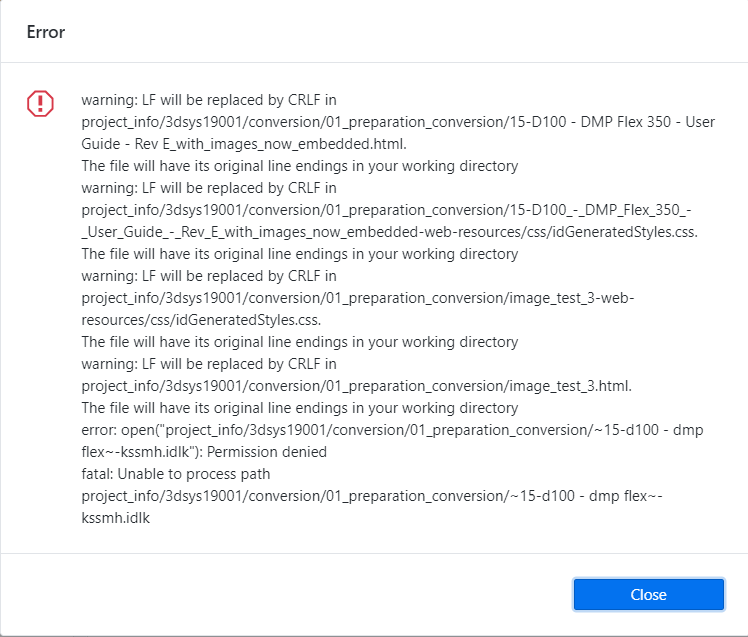 Error
warning: LF will be replaced by CRLF in
project_info/3dsys19001/conversion/01_preparation_conversion/15-D100 - DMP Flex 350 - User
Guide - Rev E_with_images_now_embedded.html.
The file will have its original line endings in your working directory
warning: LF will be replaced by CRLF in
project_info/3dsys19001/conversion/01_preparation_conversion/15-D100_-_DMP_Flex_350_-
_User_Guide_-_Rev_E_with_images_now_embedded-web-resources/css/idGeneratedStyles.css.
The file will have its original line endings in your working directory
warning: LF will be replaced by CRLF in
project_info/3dsys19001/conversion/01_preparation_conversion/image_test_3-web-
resources/css/idGeneratedStyles.css.
The file will have its original line endings in your working directory
warning: LF will be replaced by CRLF in
project_info/3dsys19001/conversion/01_preparation_conversion/image_test_3.html.
The file will have its original line endings in your working directory
error: open("project_info/3dsys19001/conversion/01_preparation_conversion/~15-d100 - dmp
flex~-kssmh.idlk"): Permission denied
fatal: Unable to process path
project_info/3dsys19001/conversion/01_preparation_conversion/~15-d100 - dmp flex~-
kssmh.idlk
Close